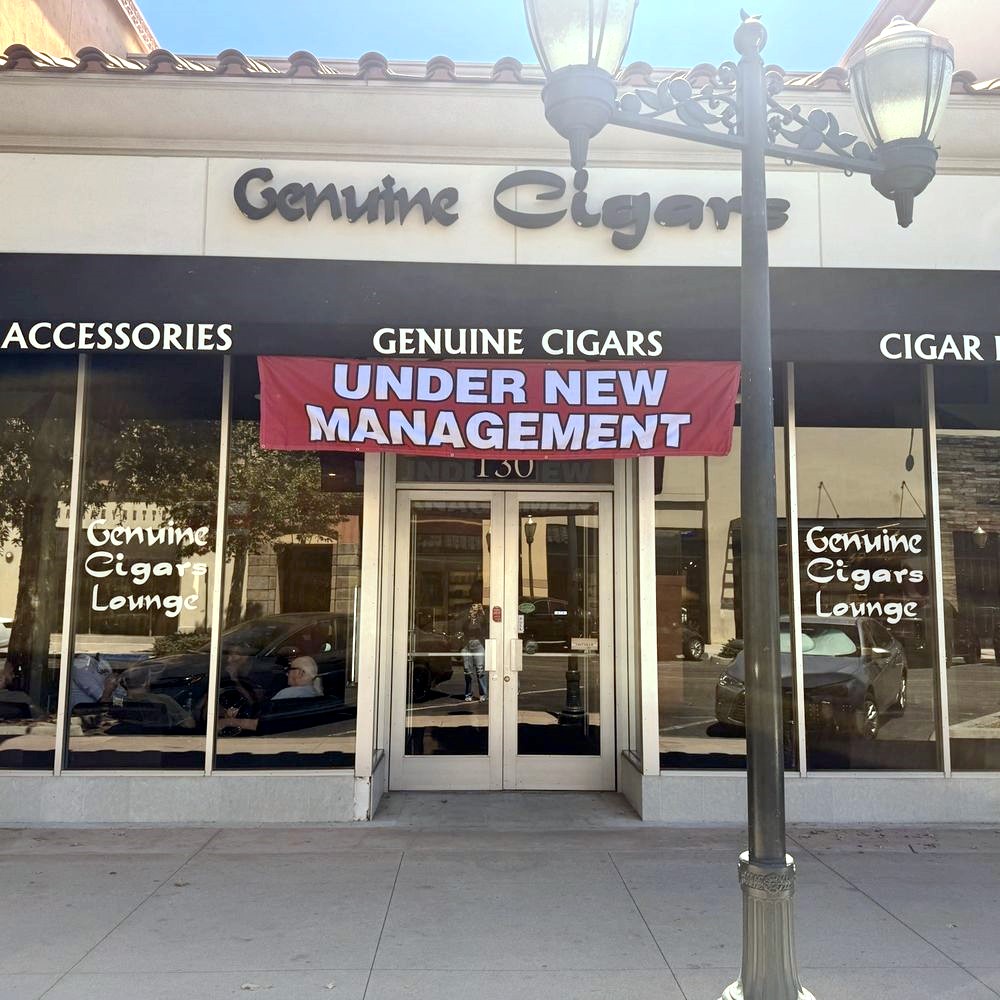 Genuine Cigars
ACCESSORIES
GENUINE CIGARS
CIGAR
UNDER NEW
MANAGEMENT
130
Genuine
Cigars
Lounge
Genuine
Cigars
Lounge